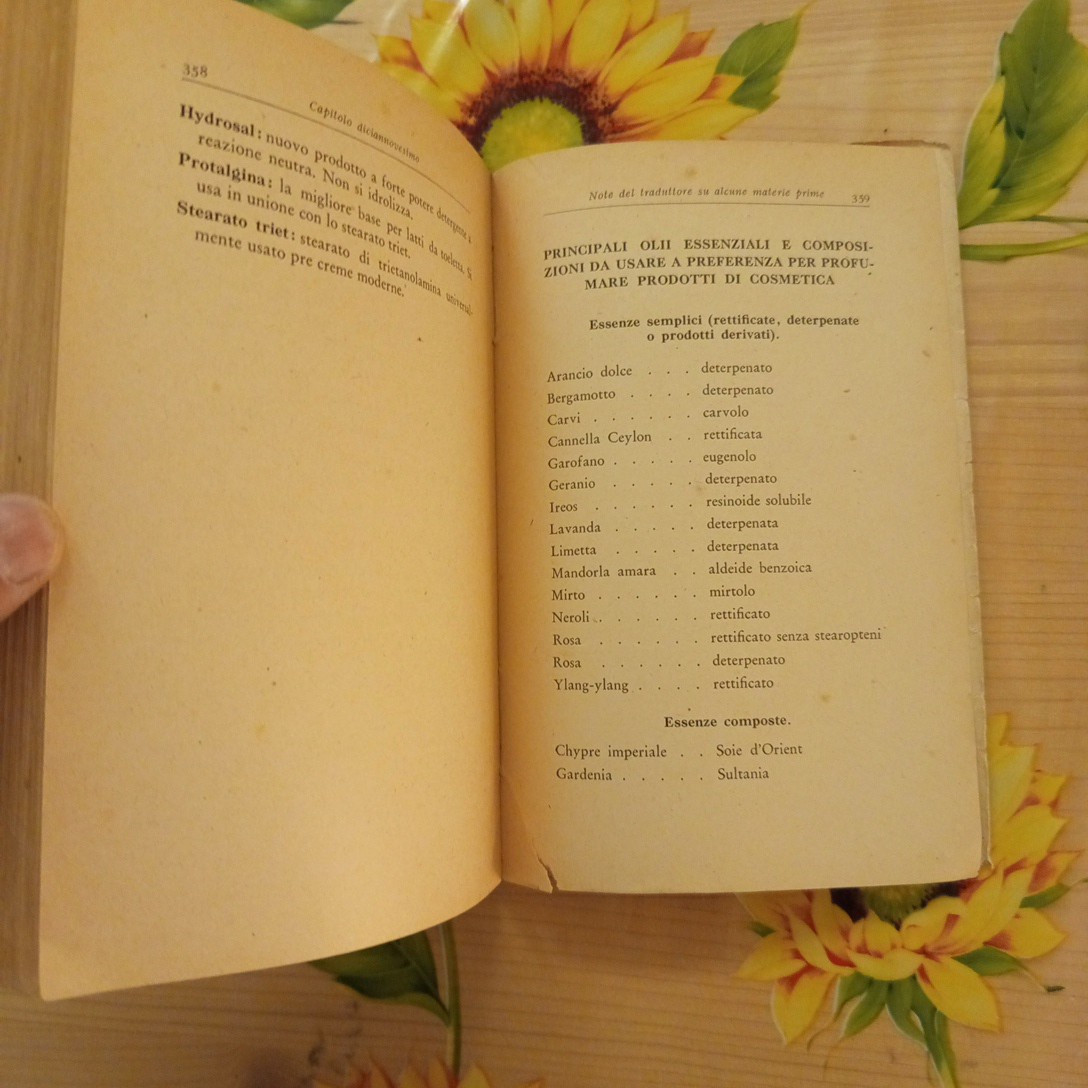 358
Capitolo diciannovesimo
Hydrosal: nuovo prodotto a forte potere detergente a
reazione neutra. Non si idrolizza.
Protalgina: la migliore base per latti da toeletta. Si
usa in unione con lo stearato triet.
Stearato triet: stearato di trietanolamina universal-
mente usato pre creme moderne.
Note del traduttore su alcune materie prime 359
PRINCIPALI OLII ESSENZIALI E COMPOSI-
ZIONI DA USARE A PREFERENZA PER PROFU-
MARE PRODOTTI DI COSMETICA
Essenze semplici (rettificate, deterpenate
o prodotti derivati).
Arancio dolce . . . deterpenato
Bergamotto . . . . deterpenato
Carvi . . . . . . carvolo
Cannella Ceylon . . rettificata
Garofano . . . . . eugenolo
Geranio . . . . . deterpenato
Ireos . . . . . . resinoide solubile
Lavanda . . . . . deterpenata
Limetta . . . . . deterpenata
Mandorla amara . . aldeide benzoica
Mirto . . . . . . mirtolo
Neroli . . . . . . rettificato
Rosa . . . . . . rettificato senza stearopteni
Rosa . . . . . . deterpenato
Ylang-ylang . . . . rettificato
Essenze composte.
Chypre imperiale . . Soie d'Orient
Gardenia . . . . . Sultania